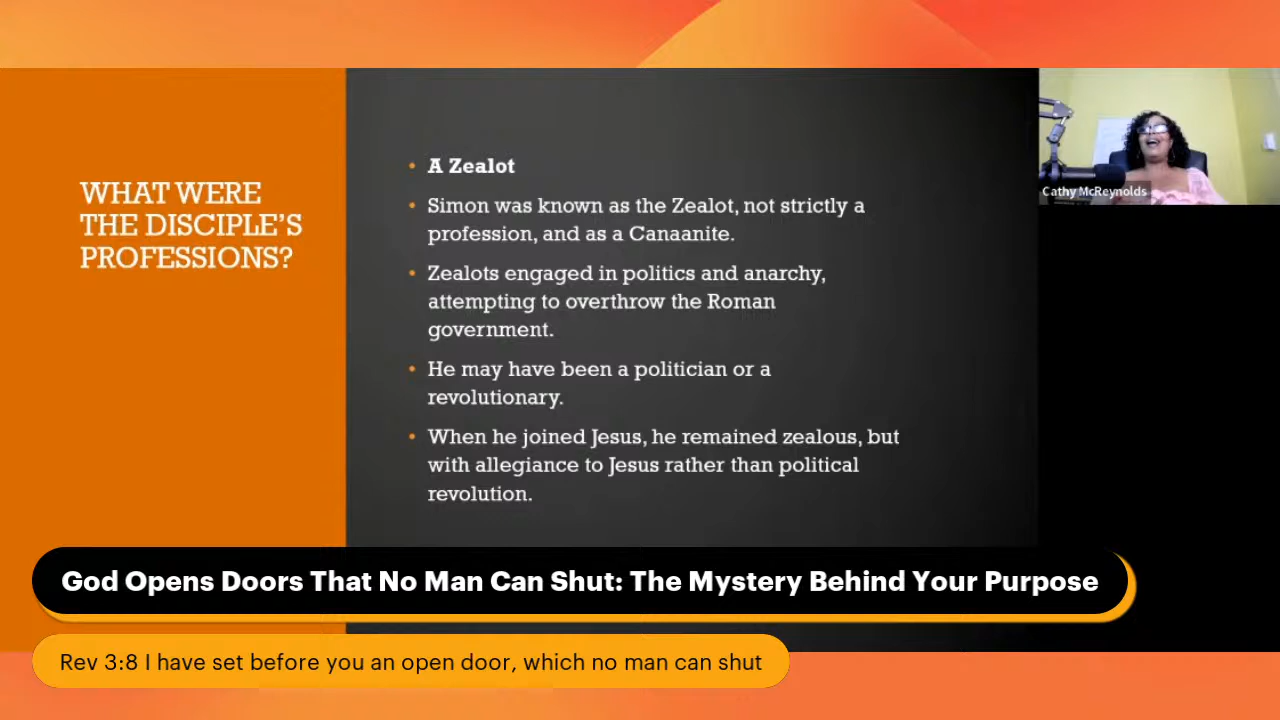 WHAT WERE
THE DISCIPLE'S
PROFESSIONS?
• A Zealot
• Simon was known as the Zealot, not strictly a
profession, and as a Canaanite.
• Zealots engaged in politics and anarchy,
attempting to overthrow the Roman
government.
• He may have been a politician or a
revolutionary.
• When he joined Jesus, he remained zealous, but
with allegiance to Jesus rather than political
revolution.
Cathy McReynolds
God Opens Doors That No Man Can Shut: The Mystery Behind Your Purpose
Rev 3:8 I have set before you an open door, which no man can shut